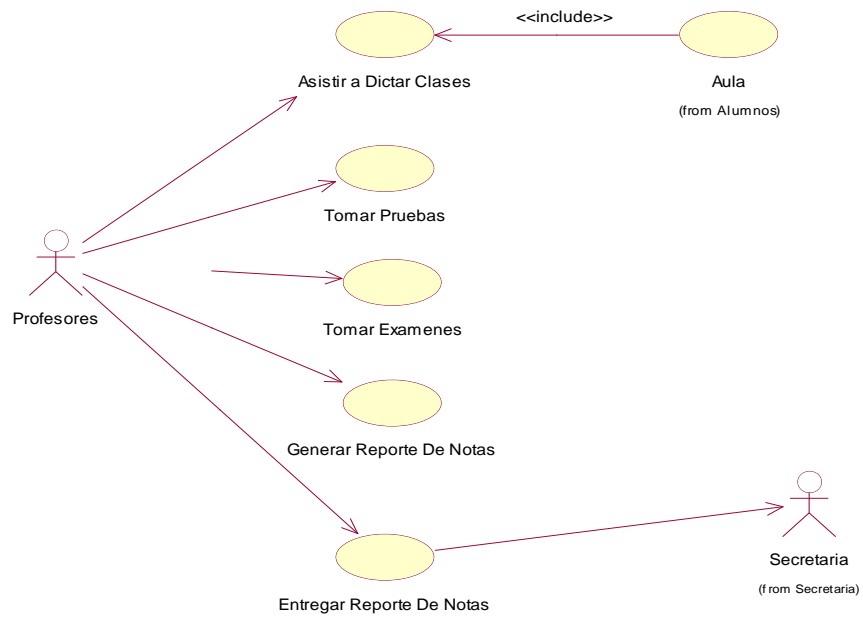 <<include>>
Asistir a Dictar Clases
Aula
(from Alumnos)
Tomar Pruebas
Profesores
Tomar Examenes
Generar Reporte De Notas
Secretaria
(from Secretaria)
Entregar Reporte De Notas